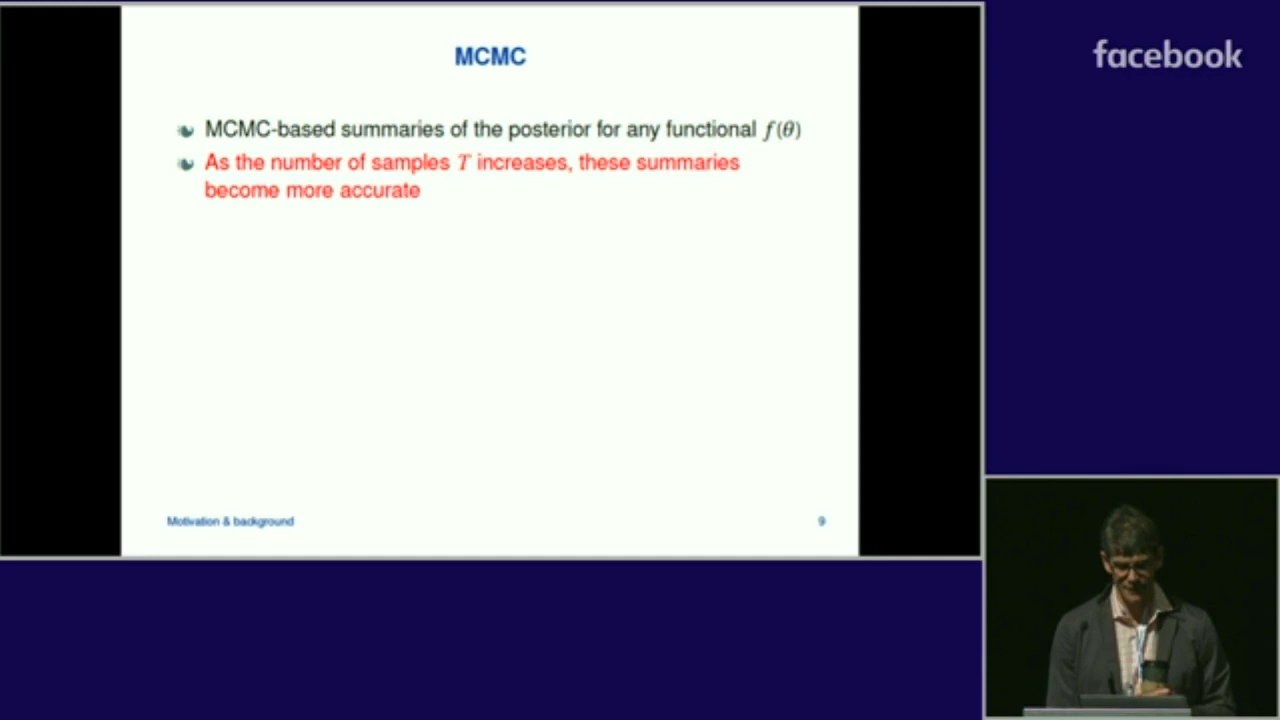 MCMC
MCMC-based summaries of the posterior for any functional f(θ)
As the number of samples T increases, these summaries
become more accurate
Motivation & background
9
facebook